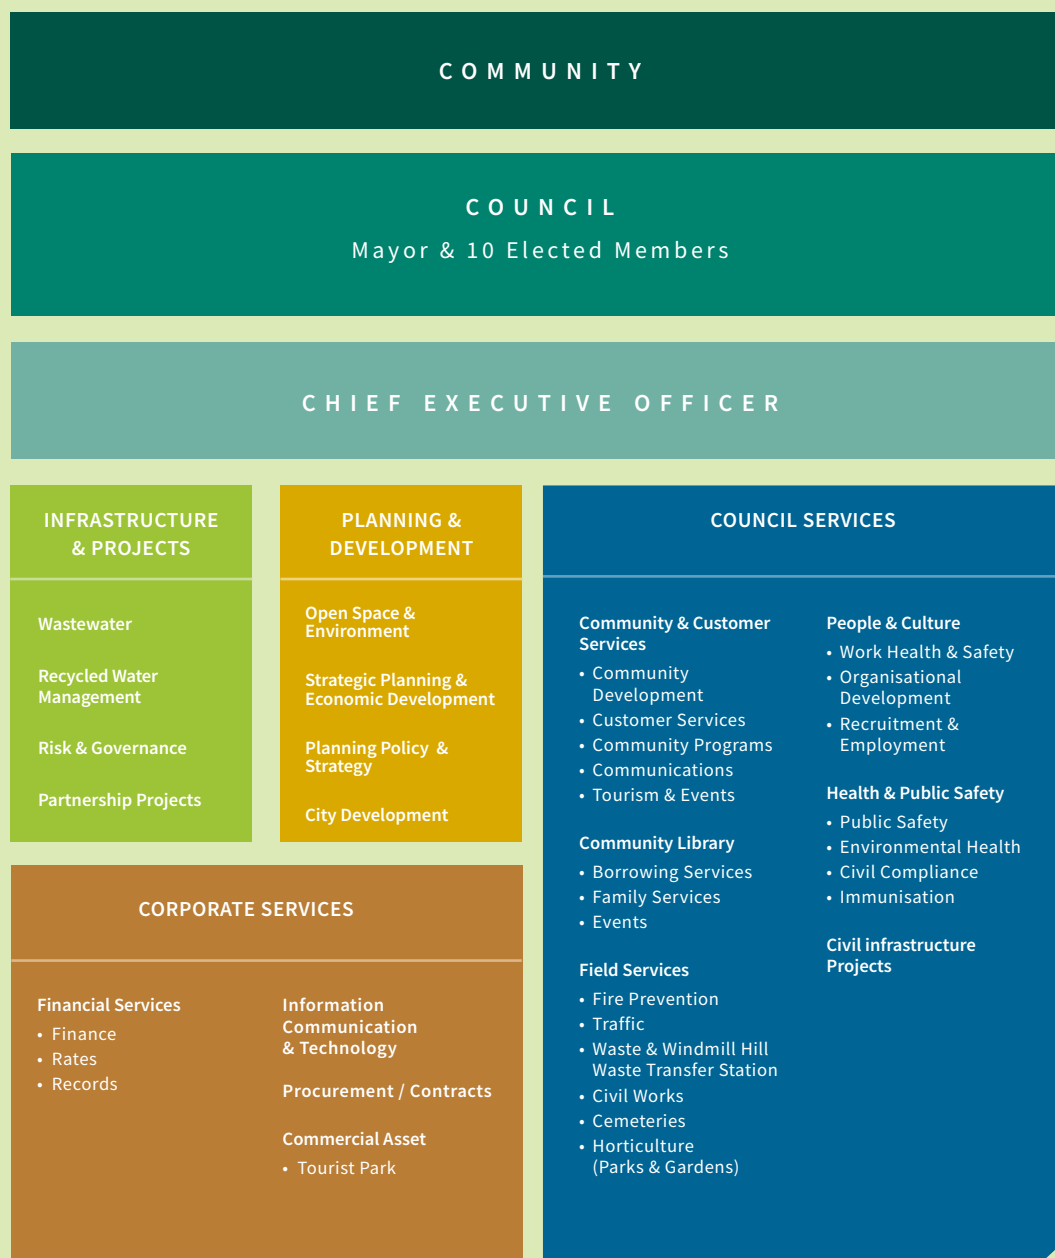 COMMUNITY
COUNCIL
Mayor & 10 Elected Members
CHIEF EXECUTIVE OFFICER
INFRASTRUCTURE
& PROJECTS
Wastewater
Recycled Water
Management
Risk & Governance
Partnership Projects
PLANNING &
DEVELOPMENT
Open Space &
Environment
Strategic Planning &
Economic Development
Planning Policy &
Strategy
City Development
CORPORATE SERVICES
Financial Services
• Finance
• Rates
• Records
Information
Communication
& Technology
Procurement / Contracts
Commercial Asset
• Tourist Park
COUNCIL SERVICES
Community & Customer
Services
• Community
Development
• Customer Services
• Community Programs
• Communications
• Tourism & Events
Community Library
• Borrowing Services
• Family Services
• Events
Field Services
• Fire Prevention
• Traffic
• Waste & Windmill Hill
Waste Transfer Station
• Civil Works
• Cemeteries
• Horticulture
(Parks & Gardens)
People & Culture
• Work Health & Safety
• Organisational
Development
• Recruitment &
Employment
Health & Public Safety
• Public Safety
• Environmental Health
• Civil Compliance
• Immunisation
Civil infrastructure
Projects